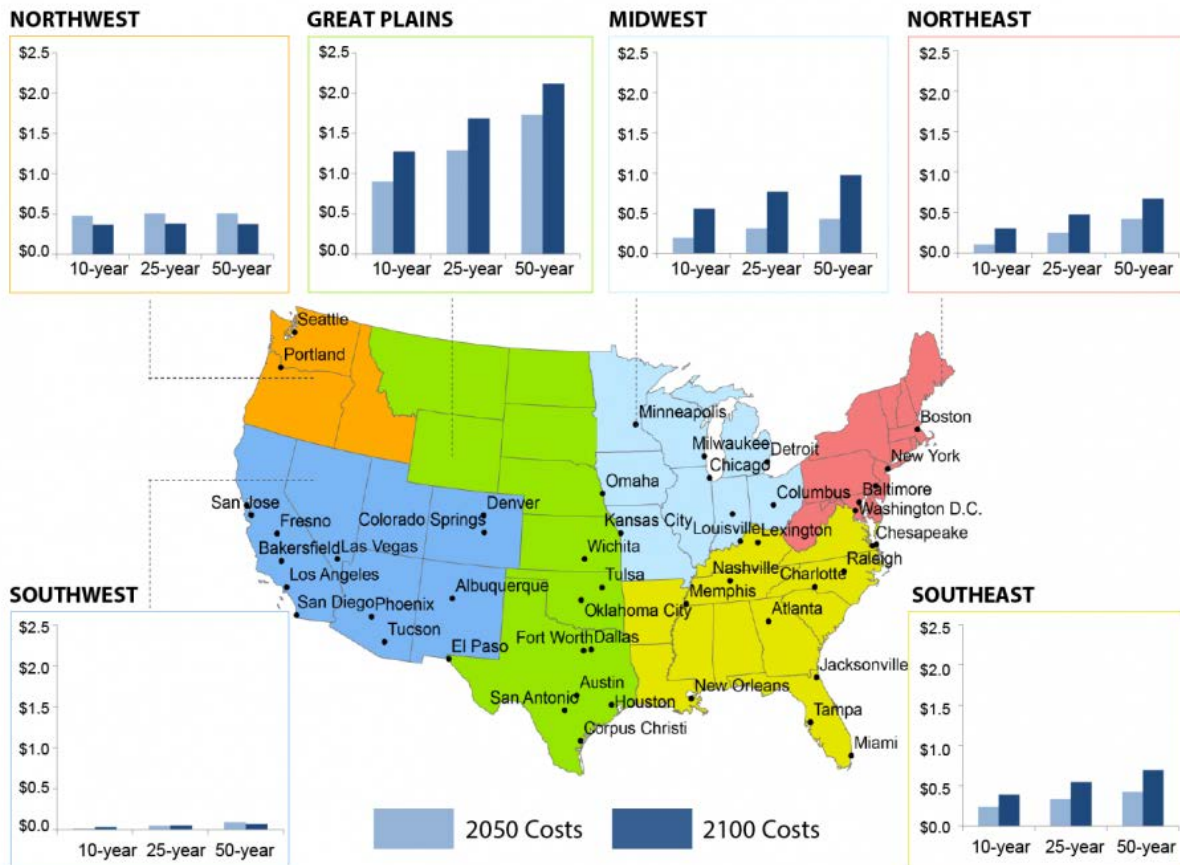 NORTHWEST
$2.5
$2.0
$1.5
$1.0
$0.5
$0.0
10-year 25-year 50-year
GREAT PLAINS
$2.5
$2.0
$1.5
$1.0
$0.5
$0.0
10-year 25-year 50-year
MIDWEST
$2.5
$2.0
$1.5
$1.0
$0.5
$0.0
10-year 25-year 50-year
NORTHEAST
$2.5
$2.0
$1.5
$1.0
$0.5
$0.0
10-year 25-year 50-year
Seattle
Portland
Minneapolis
Boston
Milwaukee
Detroit
Chicago
New York
Omaha
Columbus
Baltimore
Washington D.C.
San Jose
Denver
Fresno
Colorado Springs
Kansas City
Louisville
Lexington
Chesapeake
Bakersfield
Las Vegas
Wichita
Nashville
Raleigh
Los Angeles
Albuquerque
Tulsa
Memphis
Charlotte
San Diego
Phoenix
Oklahoma City
Atlanta
Tucson
Fort Worth
Dallas
El Paso
Jacksonville
San Antonio
Austin
Houston
New Orleans
Tampa
Corpus Christi
Miami
SOUTHWEST
$2.5
$2.0
$1.5
$1.0
$0.5
$0.0
10-year 25-year 50-year
2050 Costs
2100 Costs
SOUTHEAST
$2.5
$2.0
$1.5
$1.0
$0.5
$0.0
10-year 25-year 50-year